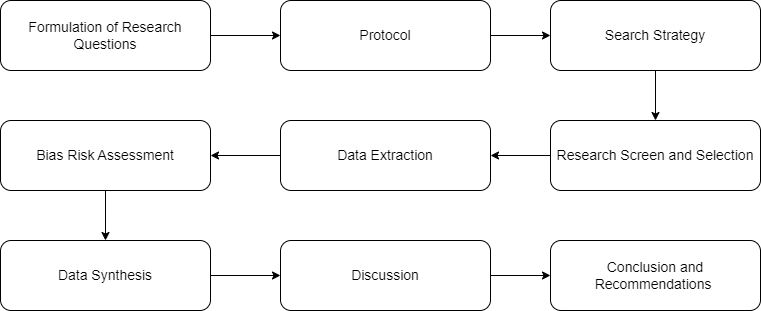 Formulation of Research
Questions
Protocol
Search Strategy
Bias Risk Assessment
Data Extraction
Research Screen and Selection
Data Synthesis
Discussion
Conclusion and
Recommendations